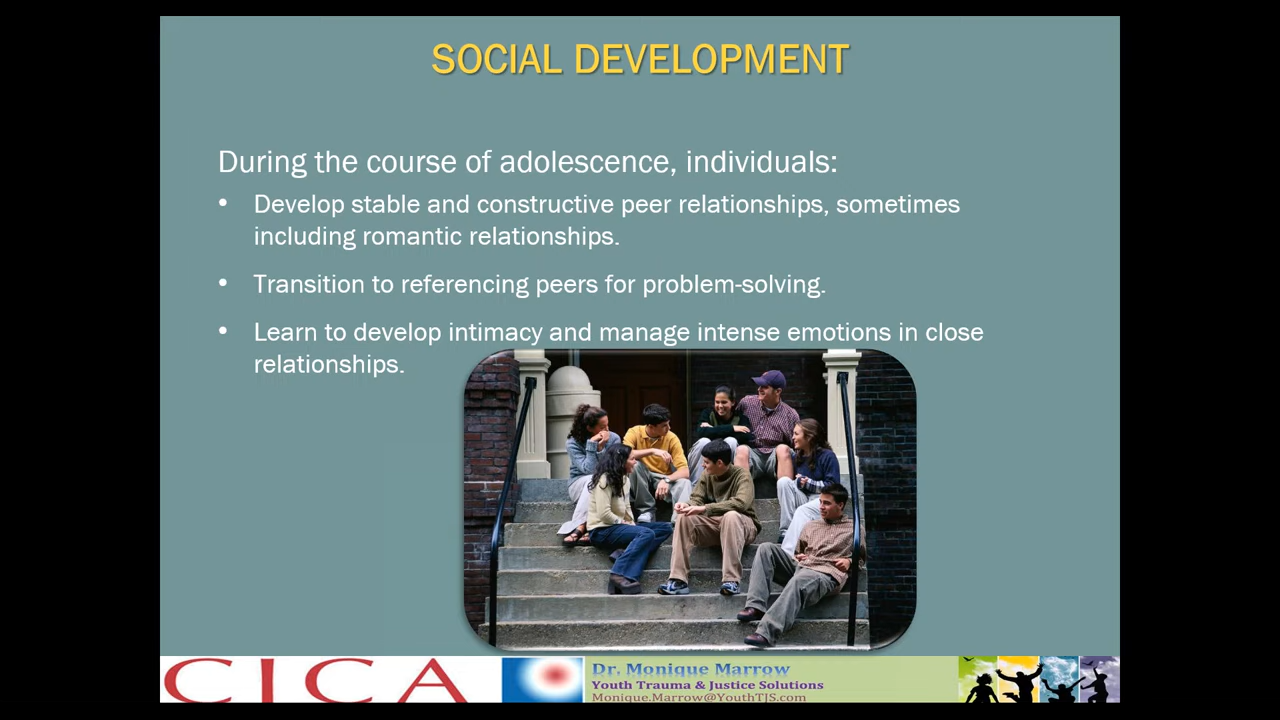 SOCIAL DEVELOPMENT
During the course of adolescence, individuals:
• Develop stable and constructive peer relationships, sometimes
including romantic relationships.
• Transition to referencing peers for problem-solving.
• Learn to develop intimacy and manage intense emotions in close
relationships.
CICA
Dr. Monique Marrow
Youth Trauma & Justice Solutions
Monique.Marrow@YouthTJS.com